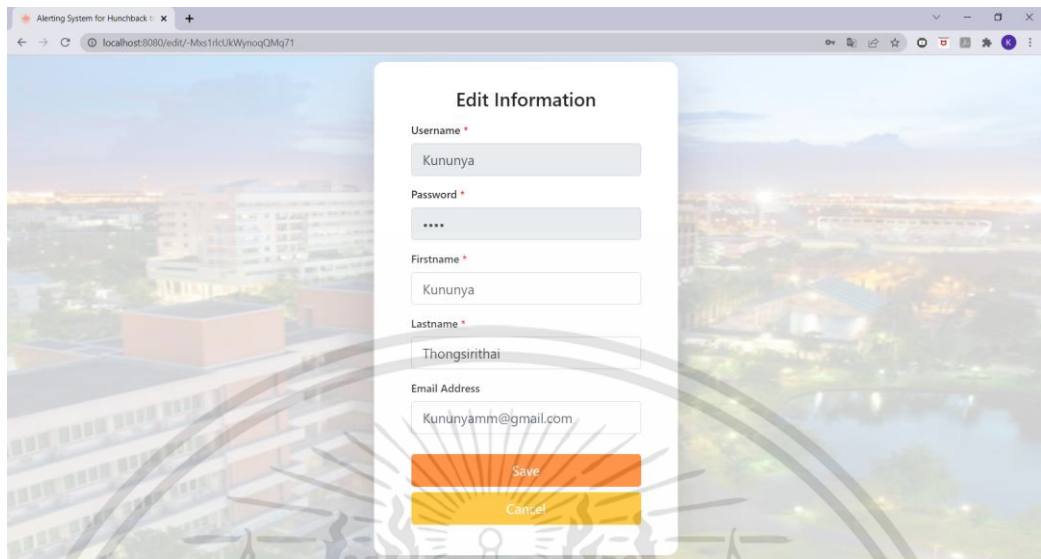 Alerting System for Hunchback t
localhost:8080/edit/-Mxs1rlcUkWynoqQMq71
K
Edit Information
Username *
Kununya
Password *
••••
Firstname *
Kununya
Lastname *
Thongsirithai
Email Address
Kununyamm@gmail.com
Save
Cancel